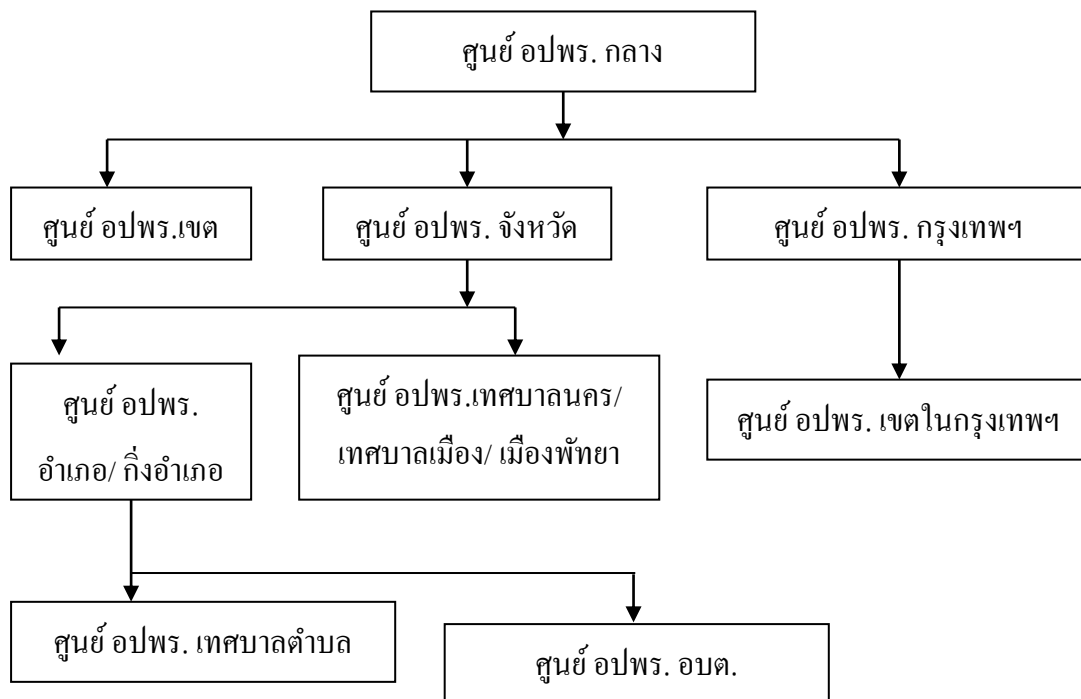 ศูนย์ อปพร. กลาง
ศูนย์ อปพร.เขต
ศูนย์ อปพร. จังหวัด
ศูนย์ อปพร. กรุงเทพฯ
ศูนย์ อปพร.
อำเภอ/ กิ่งอำเภอ
ศูนย์ อปพร.เทศบาลนคร/
เทศบาลเมือง/ เมืองพัทยา
ศูนย์ อปพร. เขตในกรุงเทพฯ
ศูนย์ อปพร. เทศบาลตำบล
ศูนย์ อปพร. อบต.